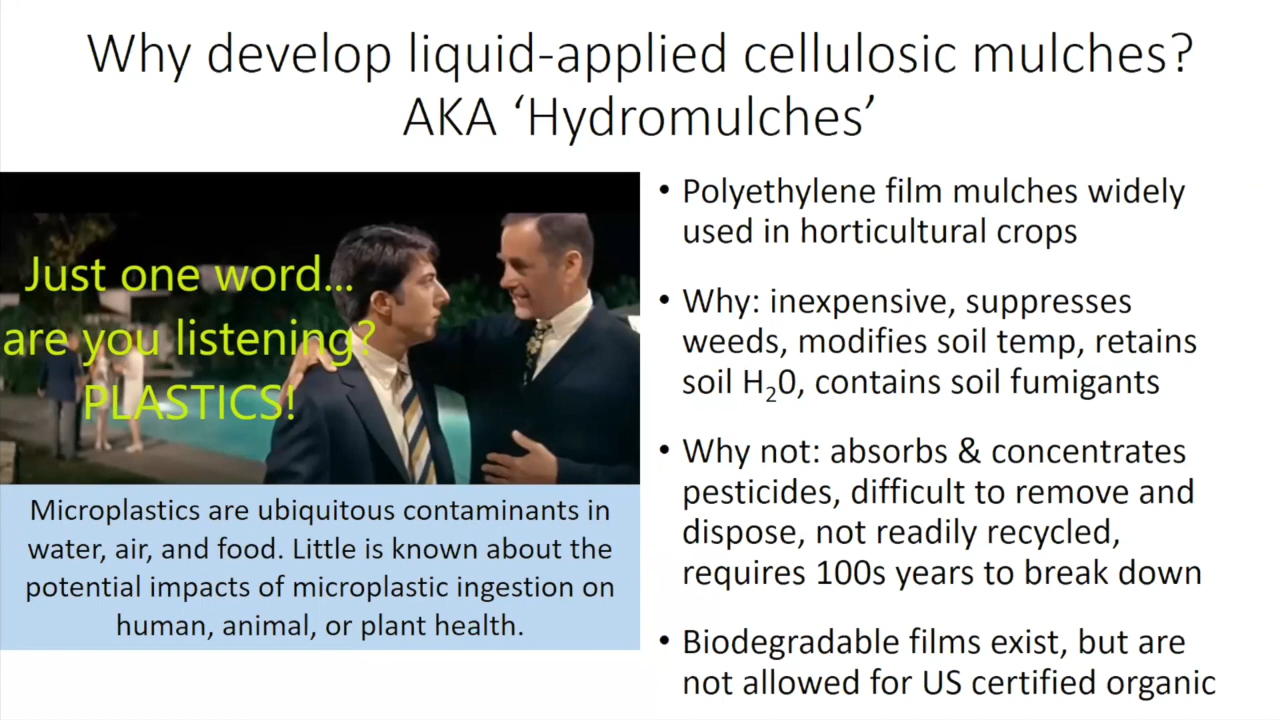 Why develop liquid-applied cellulosic mulches?
AKA ‘Hydromulches’
Just one word...
are you listening?
PLASTICS!
Microplastics are ubiquitous contaminants in
water, air, and food. Little is known about the
potential impacts of microplastic ingestion on
human, animal, or plant health.
• Polyethylene film mulches widely
used in horticultural crops
• Why: inexpensive, suppresses
weeds, modifies soil temp, retains
soil H₂0, contains soil fumigants
• Why not: absorbs & concentrates
pesticides, difficult to remove and
dispose, not readily recycled,
requires 100s years to break down
• Biodegradable films exist, but are
not allowed for US certified organic